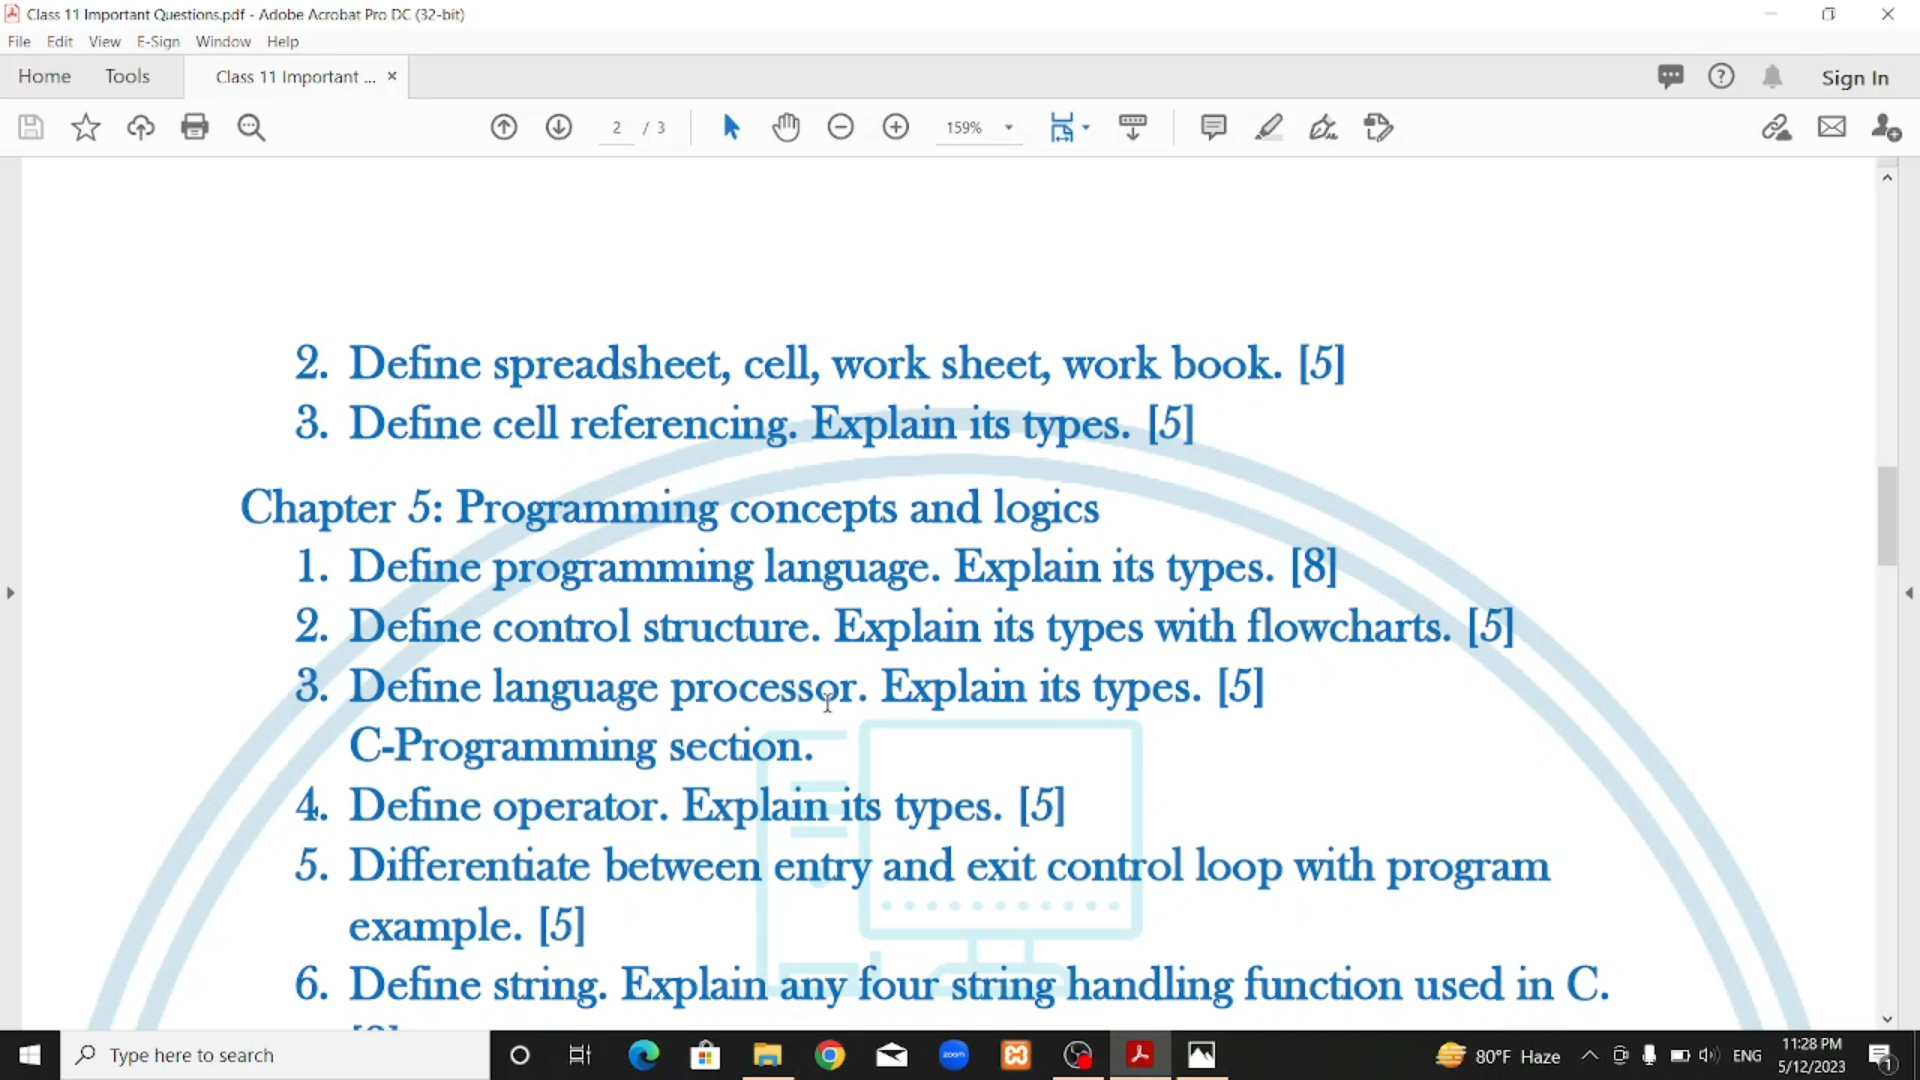 Class 11 Important Questions.pdf - Adobe Acrobat Pro DC (32-bit)
File Edit View E-Sign Window Help
Home Tools Class 11 Important ... × Sign In
2 / 3 159%
2. Define spreadsheet, cell, work sheet, work book. [5]
3. Define cell referencing. Explain its types. [5]
Chapter 5: Programming concepts and logics
1. Define programming language. Explain its types. [8]
2. Define control structure. Explain its types with flowcharts. [5]
3. Define language processor. Explain its types. [5]
C-Programming section.
4. Define operator. Explain its types. [5]
5. Differentiate between entry and exit control loop with program
example. [5]
6. Define string. Explain any four string handling function used in C.
Type here to search zoom 80°F Haze ENG 11:28 PM
5/12/2023 1